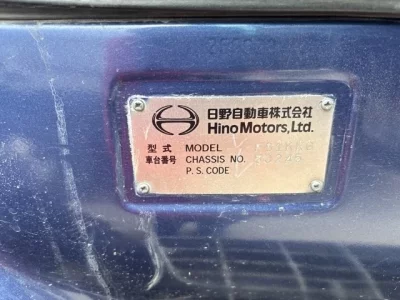 日野自動車株式会社
Hino Motors, Ltd.
型式 MODEL
車台番号 CHASSIS NO.
P. S. CODE